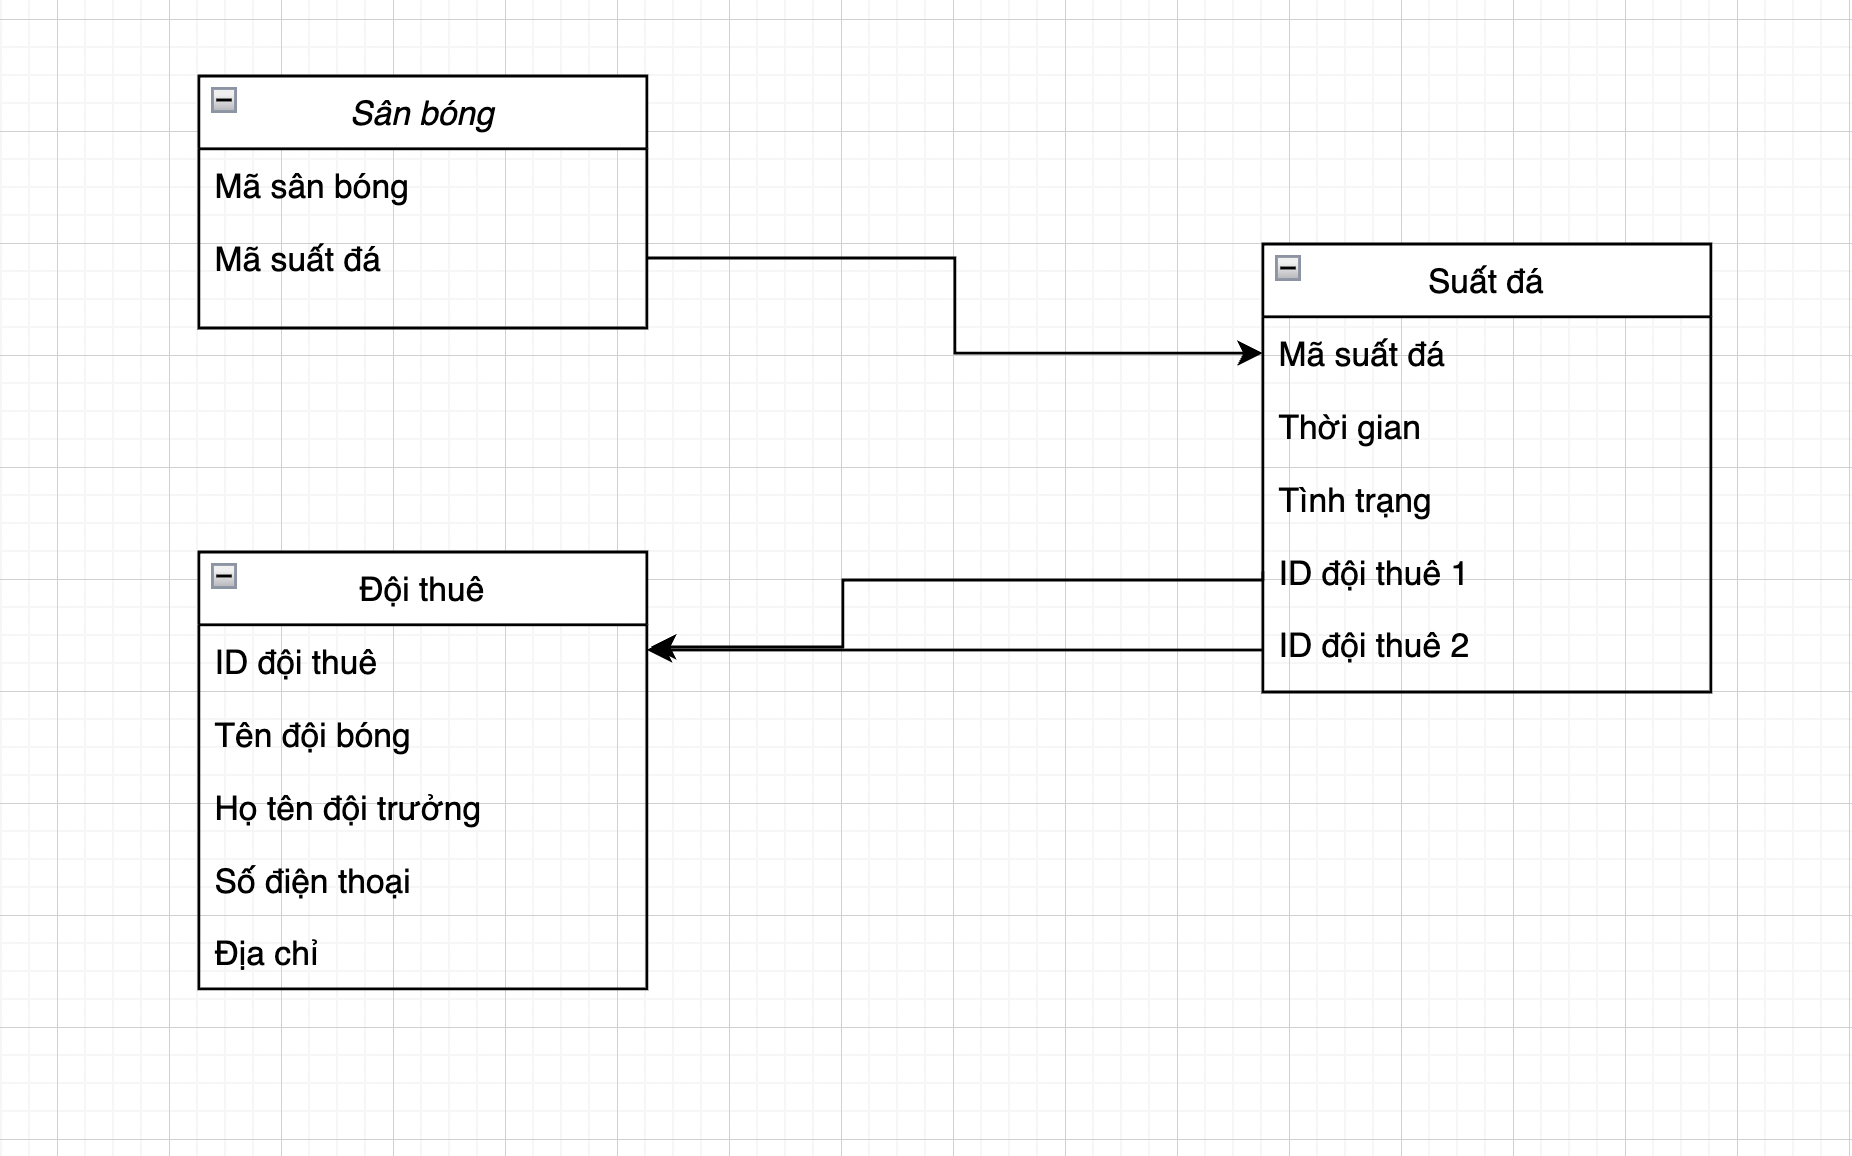 Sân bóng
Mã sân bóng
Mã suất đá
Suất đá
Mã suất đá
Thời gian
Tình trạng
ID đội thuê 1
ID đội thuê 2
Đội thuê
ID đội thuê
Tên đội bóng
Họ tên đội trưởng
Số điện thoại
Địa chỉ